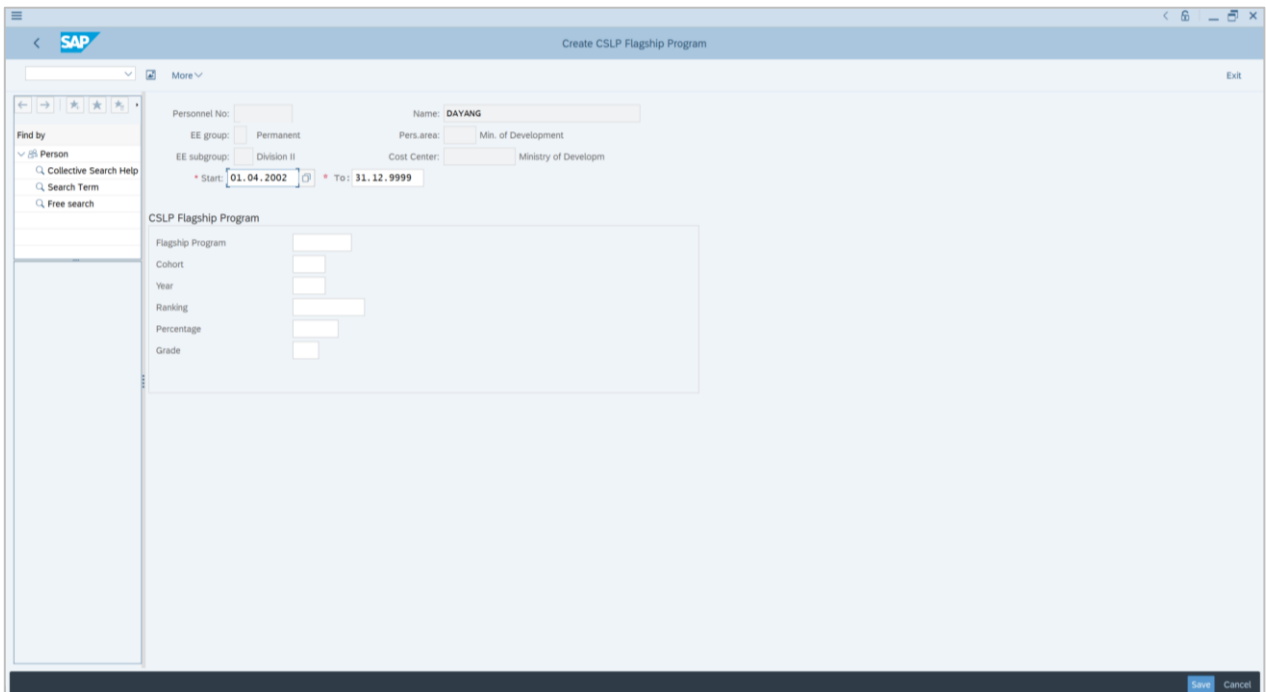 SAP
Create CSLP Flagship Program
More
Exit
Personnel No:
Name: DAYANG
Find by
EE group: Permanent
Pers.area: Min. of Development
Person
EE subgroup: Division II
Cost Center: Ministry of Developm
Collective Search Help
* Start: 01.04.2002
* To: 31.12.9999
Search Term
Free search
CSLP Flagship Program
Flagship Program
Cohort
Year
Ranking
Percentage
Grade
Save
Cancel